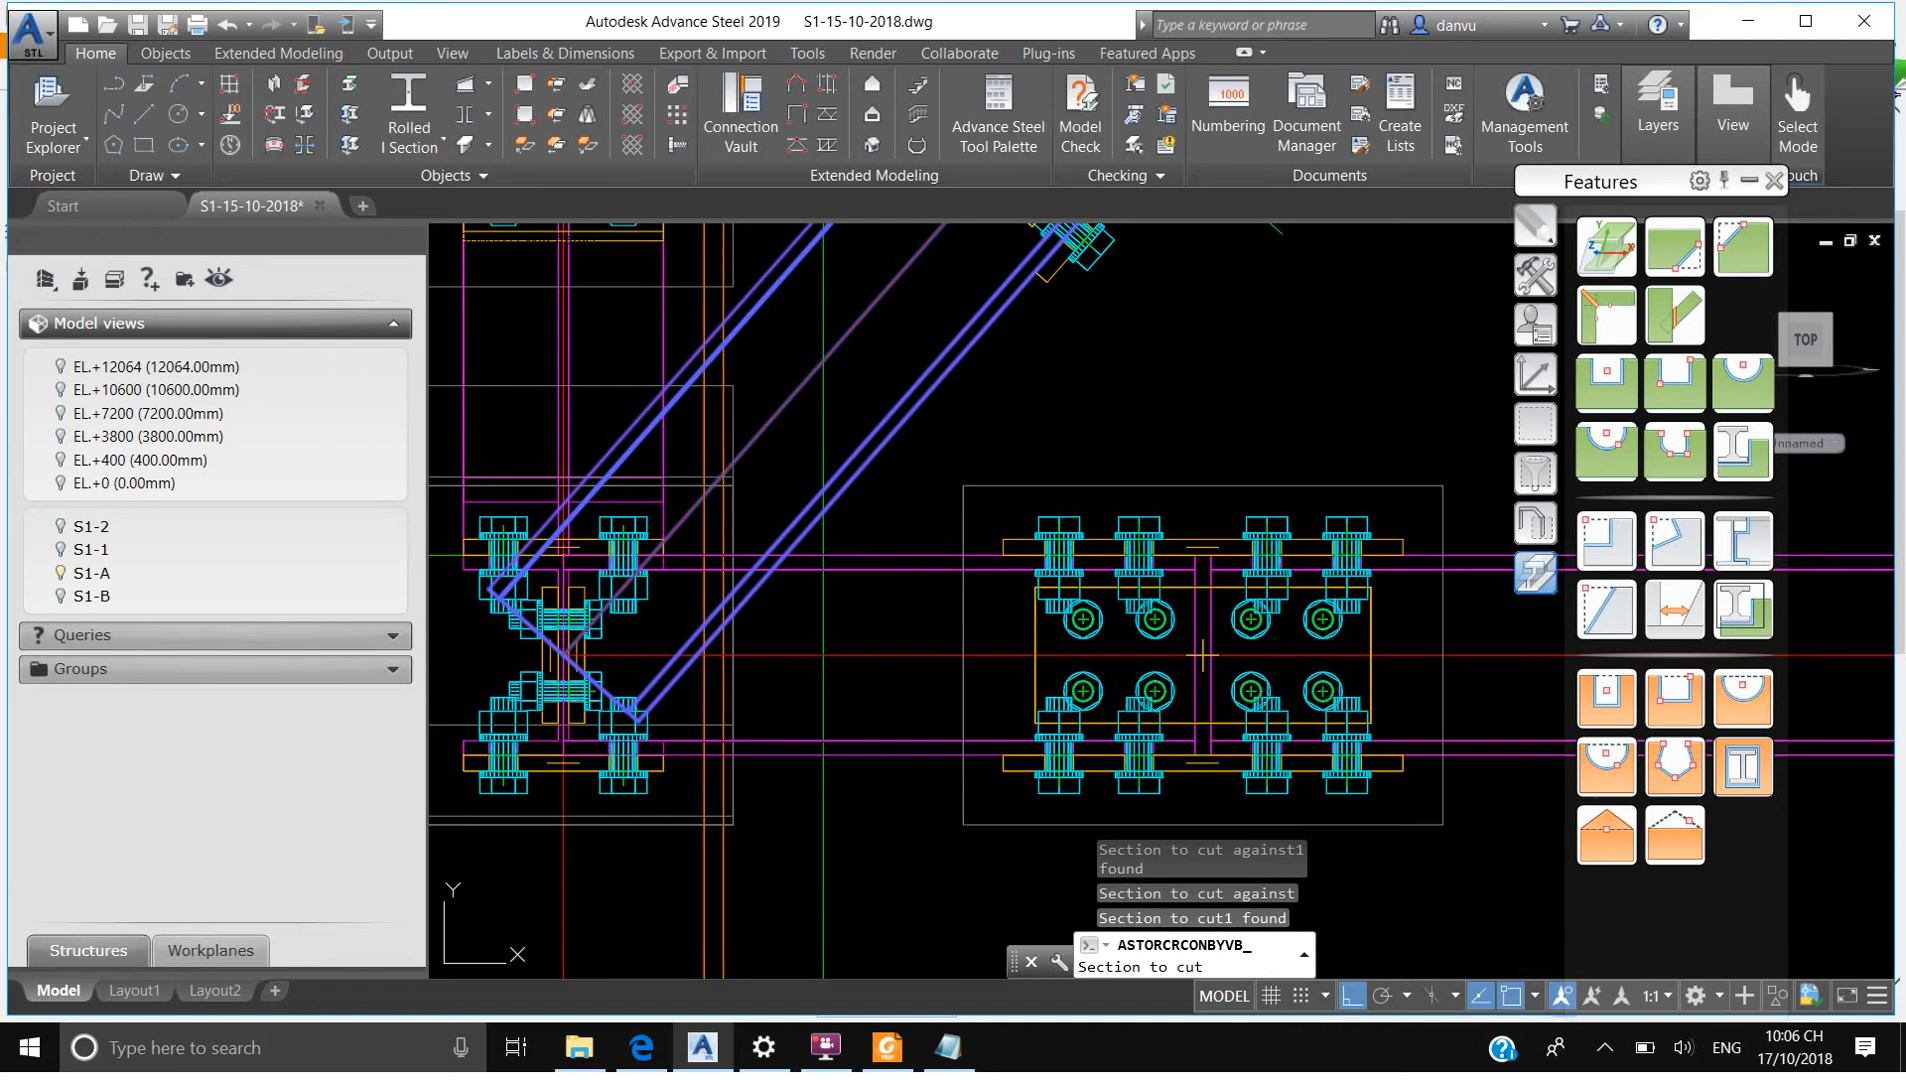 Autodesk Advance Steel 2019 S1-15-10-2018.dwg
Type a keyword or phrase
danvu
STL
Home Objects Extended Modeling Output View Labels & Dimensions Export & Import Tools Render Collaborate Plug-ins Featured Apps
Project Explorer
Rolled I Section
Connection Vault
Advance Steel Tool Palette
Model Check
1000
Numbering
Document Manager
Create Lists
NC
DXF
Management Tools
Layers
View
Select Mode
Project
Draw
Objects
Extended Modeling
Checking
Documents
ouch
Start
S1-15-10-2018*
Features
Model views
EL.+12064 (12064.00mm)
EL.+10600 (10600.00mm)
EL.+7200 (7200.00mm)
EL.+3800 (3800.00mm)
EL.+400 (400.00mm)
EL.+0 (0.00mm)
S1-2
S1-1
S1-A
S1-B
Queries
Groups
TOP
Unnamed
Y
X
Section to cut against1
found
Section to cut against
Section to cut1 found
ASTORCRCONBYVB_
Section to cut
Structures
Workplanes
Model
Layout1
Layout2
MODEL
1:1
Type here to search
ENG
10:06 CH
17/10/2018